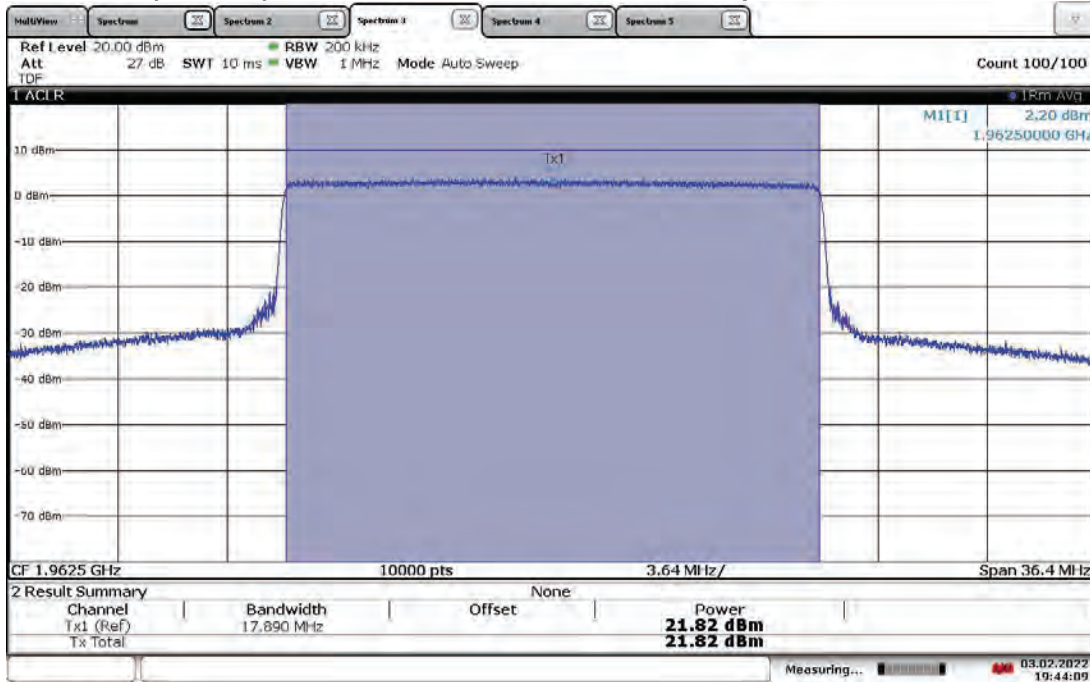 MultiView Spectrum Spectrum 2 Spectrum 3 Spectrum 4 Spectrum 5
Ref Level 20.00 dBm RBW 200 kHz
Att 27 dB SWT 10 ms VBW 1 MHz Mode Auto Sweep Count 100/100
TDF
1 ACLR 1Rm Avg
M1[1] 2.20 dBm
1.96250000 GHz
10 dBm
Tx1
0 dBm
-10 dBm
-20 dBm
-30 dBm
-40 dBm
-50 dBm
-60 dBm
-70 dBm
CF 1.9625 GHz 10000 pts 3.64 MHz/ Span 36.4 MHz
2 Result Summary None
Channel Bandwidth Offset Power
Tx1 (Ref) 17.890 MHz 21.82 dBm
Tx Total 21.82 dBm
Measuring... 03.02.2022
19:44:09